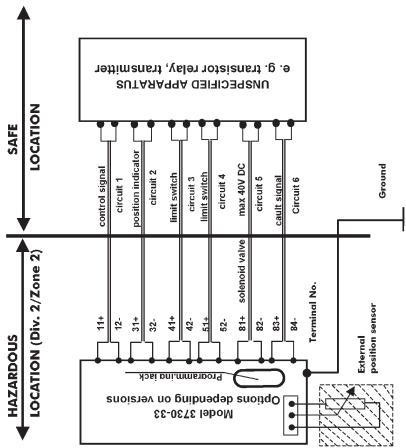 SAFE
LOCATION
UNSPECIFIED APPARATUS
e. g. transistor relay, transmitter
control signal
circuit 1
position indicator
circuit 2
limit switch
circuit 3
limit switch
circuit 4
max 40V DC
circuit 5
cault signal
Circuit 6
Ground
HAZARDOUS
LOCATION (Div. 2/Zone 2)
solenoid valve
11+
12-
31+
32-
41+
42-
51+
52-
81+
82-
83+
84-
Terminal No.
Programming jack
Model 3730-33
Options depending on versions
External
position sensor